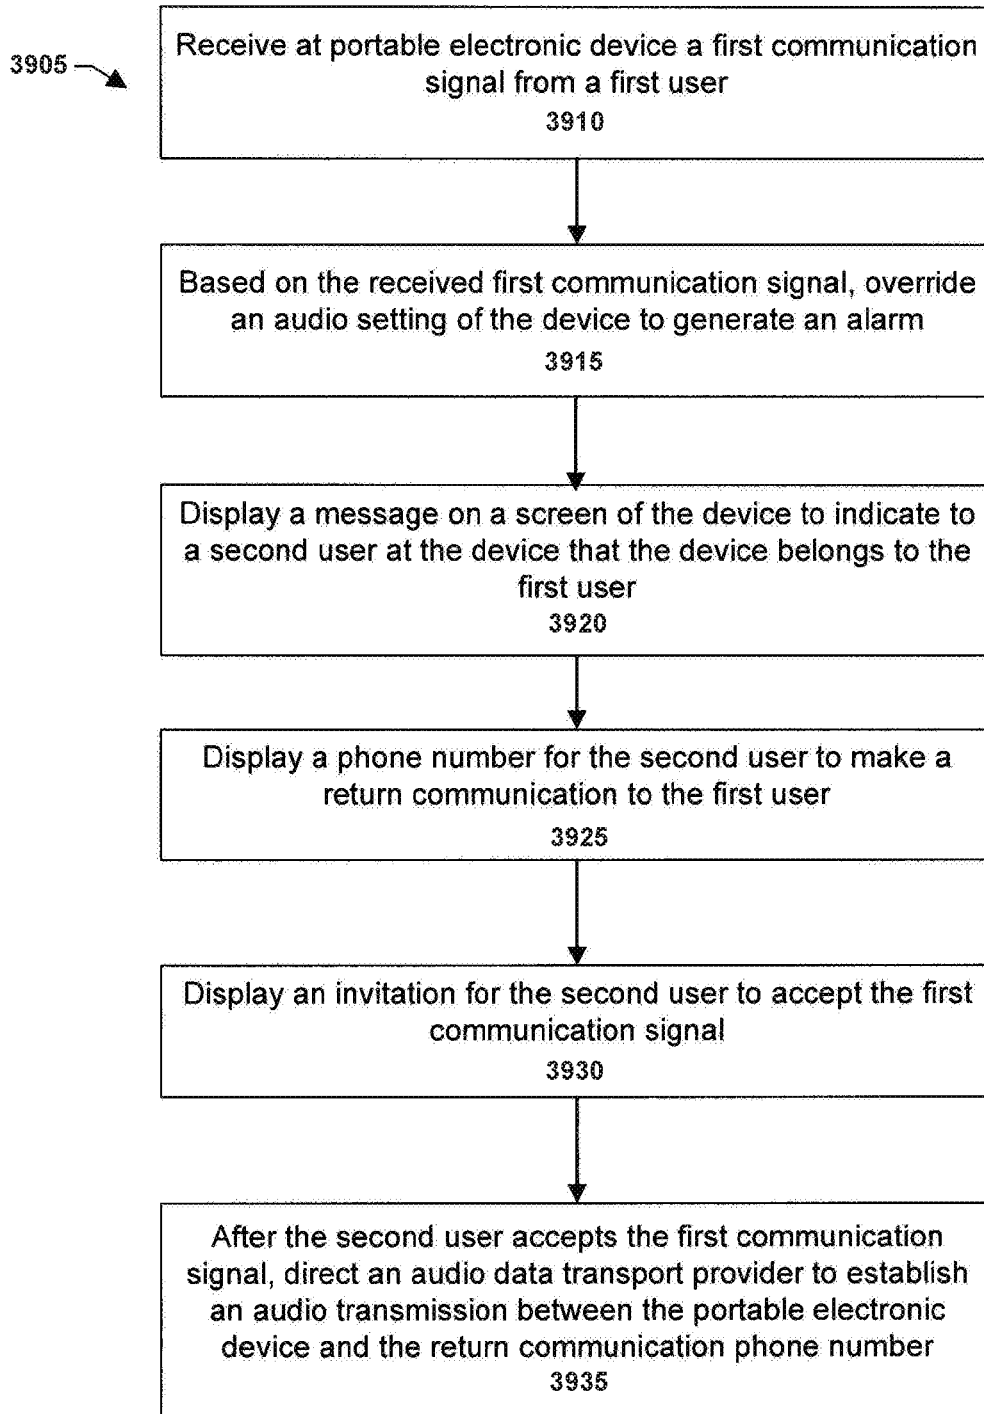 3905
Receive at portable electronic device a first communication
signal from a first user
3910
Based on the received first communication signal, override
an audio setting of the device to generate an alarm
3915
Display a message on a screen of the device to indicate to
a second user at the device that the device belongs to the
first user
3920
Display a phone number for the second user to make a
return communication to the first user
3925
Display an invitation for the second user to accept the first
communication signal
3930
After the second user accepts the first communication
signal, direct an audio data transport provider to establish
an audio transmission between the portable electronic
device and the return communication phone number
3935